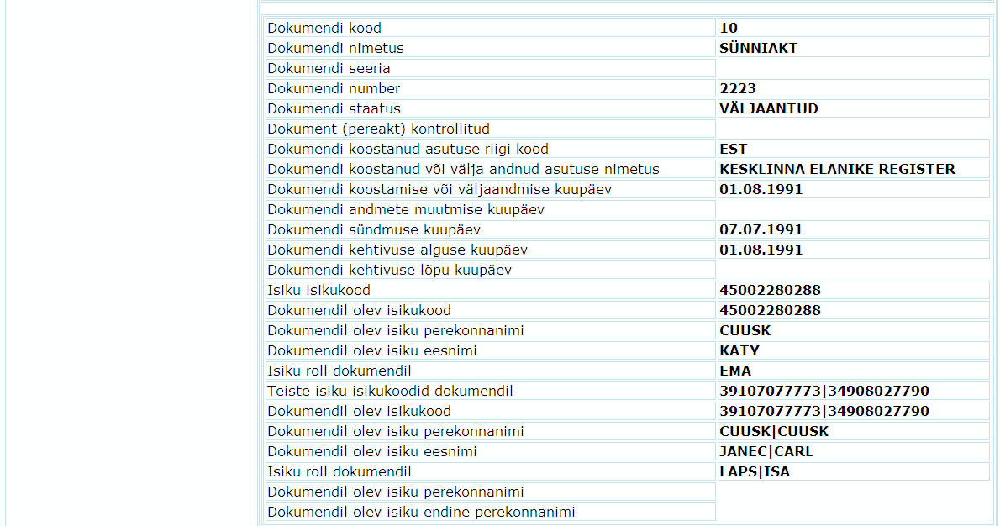 Dokumendi kood 10
Dokumendi nimetus SÜNNIAKT
Dokumendi seeria
Dokumendi number 2223
Dokumendi staatus VÄLJAANTUD
Dokument (pereakt) kontrollitud
Dokumendi koostanud asutuse riigi kood EST
Dokumendi koostanud või välja andnud asutuse nimetus KESKLINNA ELANIKE REGISTER
Dokumendi koostamise või väljaandmise kuupäev 01.08.1991
Dokumendi andmete muutmise kuupäev
Dokumendi sündmuse kuupäev 07.07.1991
Dokumendi kehtivuse alguse kuupäev 01.08.1991
Dokumendi kehtivuse lõpu kuupäev
Isiku isikukood 45002280288
Dokumendil olev isikukood 45002280288
Dokumendil olev isiku perekonnanimi CUUSK
Dokumendil olev isiku eesnimi KATY
Isiku roll dokumendil EMA
Teiste isiku isikukoodid dokumendil 39107077773|34908027790
Dokumendil olev isikukood 39107077773|34908027790
Dokumendil olev isiku perekonnanimi CUUSK|CUUSK
Dokumendil olev isiku eesnimi JANEC|CARL
Isiku roll dokumendil LAPS|ISA
Dokumendil olev isiku perekonnanimi
Dokumendil olev isiku endine perekonnanimi